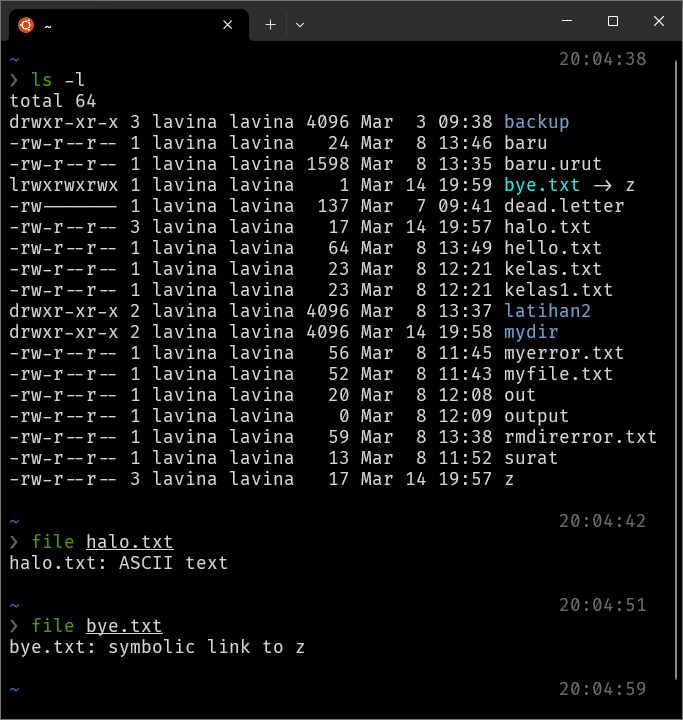 ~
~ 20:04:38
❯ ls -l
total 64
drwxr-xr-x 3 lavina lavina 4096 Mar  3 09:38 backup
-rw-r--r-- 1 lavina lavina   24 Mar  8 13:46 baru
-rw-r--r-- 1 lavina lavina 1598 Mar  8 13:35 baru.urut
lrwxrwxrwx 1 lavina lavina    1 Mar 14 19:59 bye.txt -> z
-rw------- 1 lavina lavina  137 Mar  7 09:41 dead.letter
-rw-r--r-- 3 lavina lavina   17 Mar 14 19:57 halo.txt
-rw-r--r-- 1 lavina lavina   64 Mar  8 13:49 hello.txt
-rw-r--r-- 1 lavina lavina   23 Mar  8 12:21 kelas.txt
-rw-r--r-- 1 lavina lavina   23 Mar  8 12:21 kelas1.txt
drwxr-xr-x 2 lavina lavina 4096 Mar  8 13:37 latihan2
drwxr-xr-x 2 lavina lavina 4096 Mar 14 19:58 mydir
-rw-r--r-- 1 lavina lavina   56 Mar  8 11:45 myerror.txt
-rw-r--r-- 1 lavina lavina   52 Mar  8 11:43 myfile.txt
-rw-r--r-- 1 lavina lavina   20 Mar  8 12:08 out
-rw-r--r-- 1 lavina lavina    0 Mar  8 12:09 output
-rw-r--r-- 1 lavina lavina   59 Mar  8 13:38 rmdirerror.txt
-rw-r--r-- 1 lavina lavina   13 Mar  8 11:52 surat
-rw-r--r-- 3 lavina lavina   17 Mar 14 19:57 z
~ 20:04:42
❯ file halo.txt
halo.txt: ASCII text
~ 20:04:51
❯ file bye.txt
bye.txt: symbolic link to z
~ 20:04:59